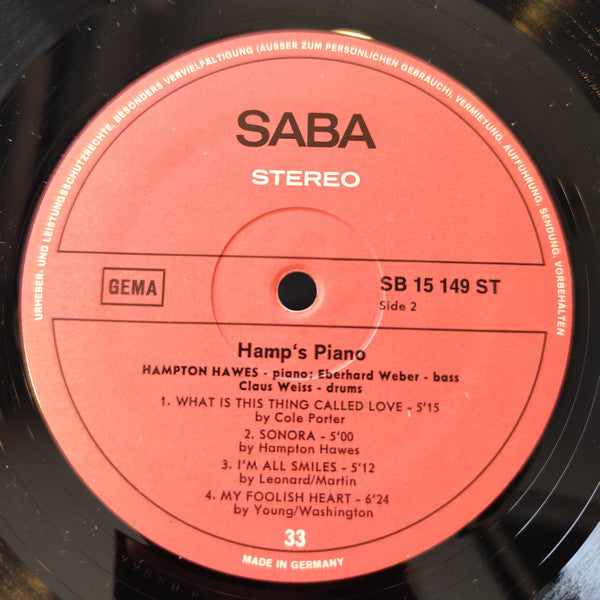 URHEBER- UND LEISTUNGSSCHUTZRECHTE, BESONDERS VERVIELFÄLTIGUNG (AUSSER ZUM PERSÖNLICHEN GEBRAUCH), VERMIETUNG, AUFFÜHRUNG, SENDUNG, VORBEHALTEN
SABA
STEREO
GEMA
SB 15 149 ST
Side 2
Hamp's Piano
HAMPTON HAWES - piano; Eberhard Weber - bass
Claus Weiss - drums
1. WHAT IS THIS THING CALLED LOVE - 5'15
by Cole Porter
2. SONORA - 5'00
by Hampton Hawes
3. I'M ALL SMILES - 5'12
by Leonard/Martin
4. MY FOOLISH HEART - 6'24
by Young/Washington
33
MADE IN GERMANY